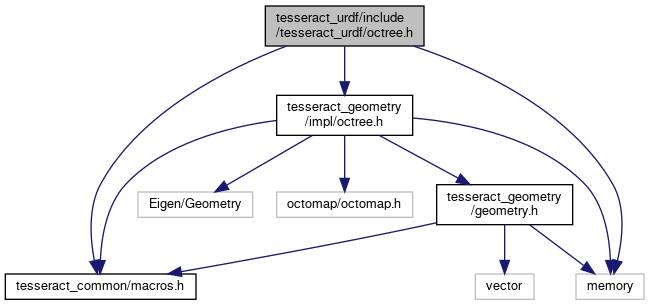 tesseract_urdf/include
/tesseract_urdf/octree.h
tesseract_geometry
/impl/octree.h
Eigen/Geometry
octomap/octomap.h
tesseract_geometry
/geometry.h
tesseract_common/macros.h
vector
memory